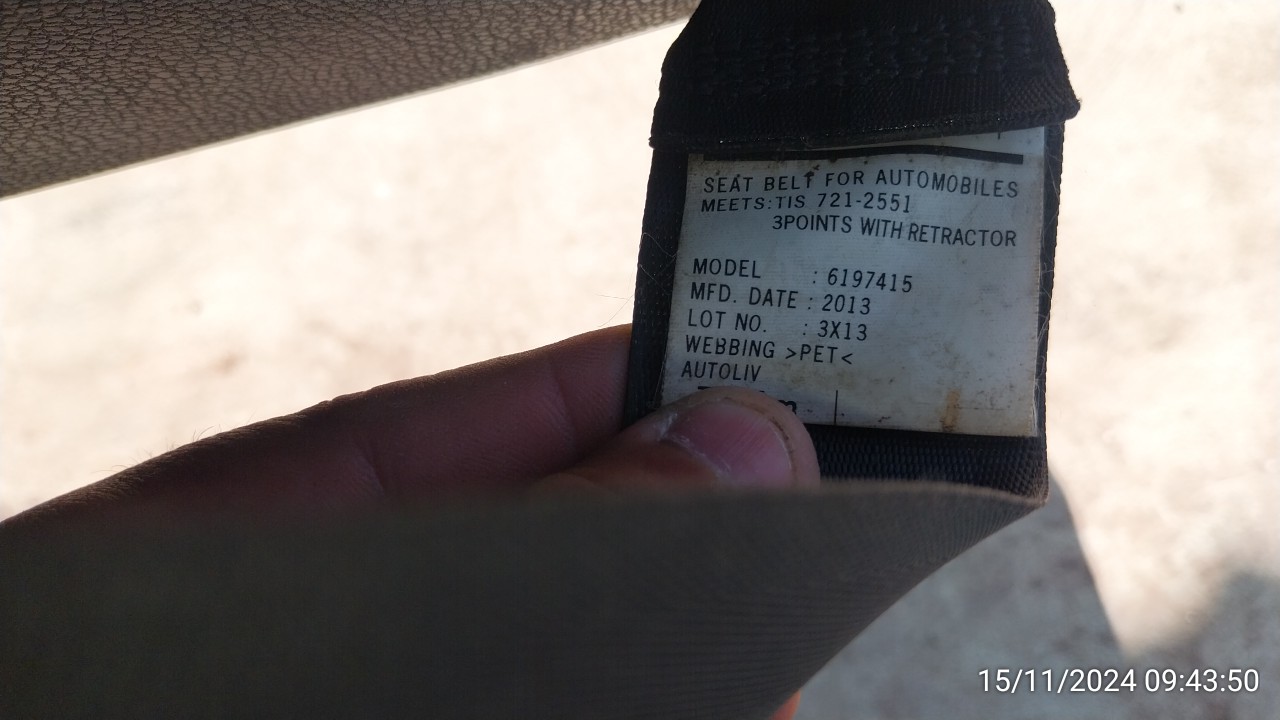 SEAT BELT FOR AUTOMOBILES
MEETS:TIS 721-2551
3POINTS WITH RETRACTOR
MODEL : 6197415
MFD. DATE : 2013
LOT NO. : 3X13
WEBBING >PET<
AUTOLIV
15/11/2024 09:43:50